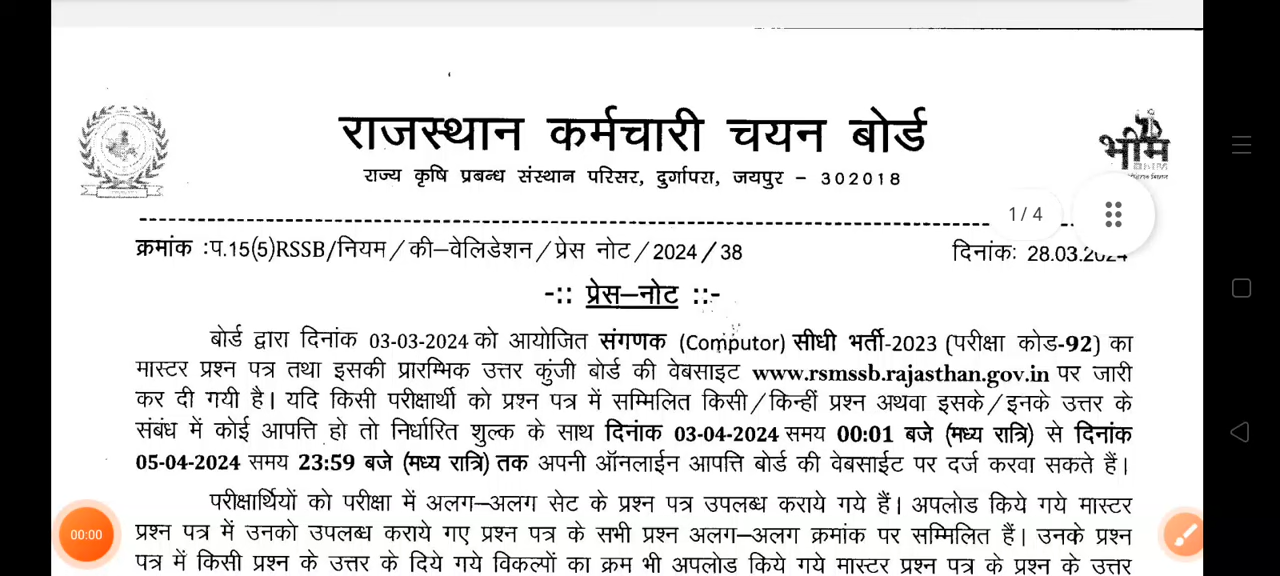 राजस्थान कर्मचारी चयन बोर्ड
भीम
राज्य कृषि प्रबन्ध संस्थान परिसर, दुर्गापरा, जयपुर - 302018
1/4
क्रमांक :प.15(5)RSSB/नियम/की-वेलिडेशन/प्रेस नोट/2024/38
दिनांक: 28.03.2024
-:: प्रेस-नोट ::-
बोर्ड द्वारा दिनांक 03-03-2024 को आयोजित संगणक (Computor) सीधी भर्ती-2023 (परीक्षा कोड-92) का
मास्टर प्रश्न पत्र तथा इसकी प्रारम्भिक उत्तर कुंजी बोर्ड की वेबसाइट www.rsmssb.rajasthan.gov.in पर जारी
कर दी गयी है। यदि किसी परीक्षार्थी को प्रश्न पत्र में सम्मिलित किसी/किन्हीं प्रश्न अथवा इसके/इनके उत्तर के
संबंध में कोई आपत्ति हो तो निर्धारित शुल्क के साथ दिनांक 03-04-2024 समय 00:01 बजे (मध्य रात्रि) से दिनांक
05-04-2024 समय 23:59 बजे (मध्य रात्रि) तक अपनी ऑनलाईन आपत्ति बोर्ड की वेबसाईट पर दर्ज करवा सकते हैं।
परीक्षार्थियों को परीक्षा में अलग-अलग सेट के प्रश्न पत्र उपलब्ध कराये गये हैं। अपलोड किये गये मास्टर
प्रश्न पत्र में उनको उपलब्ध कराए गए प्रश्न पत्र के सभी प्रश्न अलग-अलग क्रमांक पर सम्मिलित हैं। उनके प्रश्न
पत्र में किसी प्रश्न के उत्तर के दिये गये विकल्पों का क्रम भी अपलोड किये गये मास्टर प्रश्न पत्र के प्रश्न के उत्तर
00:00